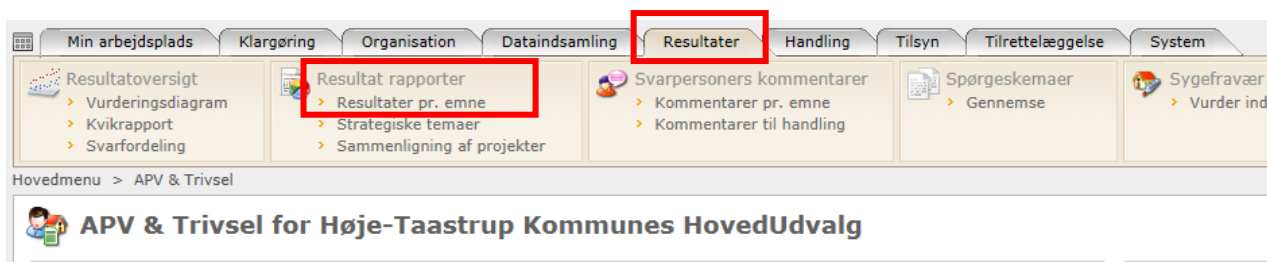 Min arbejdsplads Klargøring Organisation Dataindsamling Resultater Handling Tilsyn Tilrettelæggelse System
Resultatoversigt
> Vurderingsdiagram
> Kvikrapport
> Svarfordeling
Resultat rapporter
> Resultater pr. emne
> Strategiske temaer
> Sammenligning af projekter
Svarpersoners kommentarer
> Kommentarer pr. emne
> Kommentarer til handling
Spørgeskemaer
> Gennemse
Sygefravær
> Vurder ind
Hovedmenu > APV & Trivsel
APV & Trivsel for Høje-Taastrup Kommunes HovedUdvalg